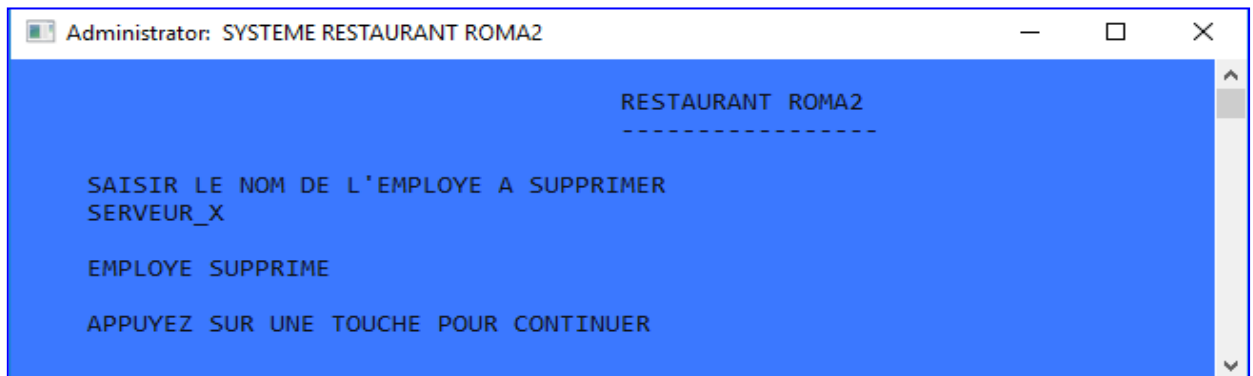 Administrator: SYSTEME RESTAURANT ROMA2
RESTAURANT ROMA2
-----------------
SAISIR LE NOM DE L'EMPLOYE A SUPPRIMER
SERVEUR_X
EMPLOYE SUPPRIME
APPUYEZ SUR UNE TOUCHE POUR CONTINUER